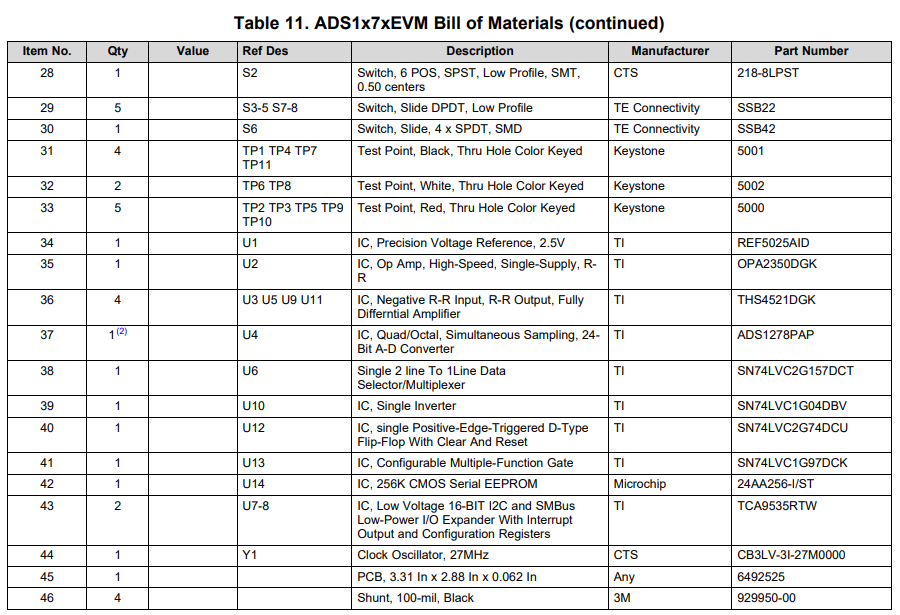 Table 11. ADS1x7xEVM Bill of Materials (continued)
Item No. Qty Value Ref Des Description Manufacturer Part Number
28 1 S2 Switch, 6 POS, SPST, Low Profile, SMT, CTS 218-8LPST
0.50 centers
29 5 S3-5 S7-8 Switch, Slide DPDT, Low Profile TE Connectivity SSB22
30 1 S6 Switch, Slide, 4 x SPDT, SMD TE Connectivity SSB42
31 4 TP1 TP4 TP7 Test Point, Black, Thru Hole Color Keyed Keystone 5001
TP11
32 2 TP6 TP8 Test Point, White, Thru Hole Color Keyed Keystone 5002
33 5 TP2 TP3 TP5 TP9 Test Point, Red, Thru Hole Color Keyed Keystone 5000
TP10
34 1 U1 IC, Precision Voltage Reference, 2.5V TI REF5025AID
35 1 U2 IC, Op Amp, High-Speed, Single-Supply, R- TI OPA2350DGK
R
36 4 U3 U5 U9 U11 IC, Negative R-R Input, R-R Output, Fully TI THS4521DGK
Differntial Amplifier
37 1(2) U4 IC, Quad/Octal, Simultaneous Sampling, 24- TI ADS1278PAP
Bit A-D Converter
38 1 U6 Single 2 line To 1Line Data TI SN74LVC2G157DCT
Selector/Multiplexer
39 1 U10 IC, Single Inverter TI SN74LVC1G04DBV
40 1 U12 IC, single Positive-Edge-Triggered D-Type TI SN74LVC2G74DCU
Flip-Flop With Clear And Reset
41 1 U13 IC, Configurable Multiple-Function Gate TI SN74LVC1G97DCK
42 1 U14 IC, 256K CMOS Serial EEPROM Microchip 24AA256-I/ST
43 2 U7-8 IC, Low Voltage 16-BIT I2C and SMBus TI TCA9535RTW
Low-Power I/O Expander With Interrupt
Output and Configuration Registers
44 1 Y1 Clock Oscillator, 27MHz CTS CB3LV-3I-27M0000
45 1 PCB, 3.31 In x 2.88 In x 0.062 In Any 6492525
46 4 Shunt, 100-mil, Black 3M 929950-00